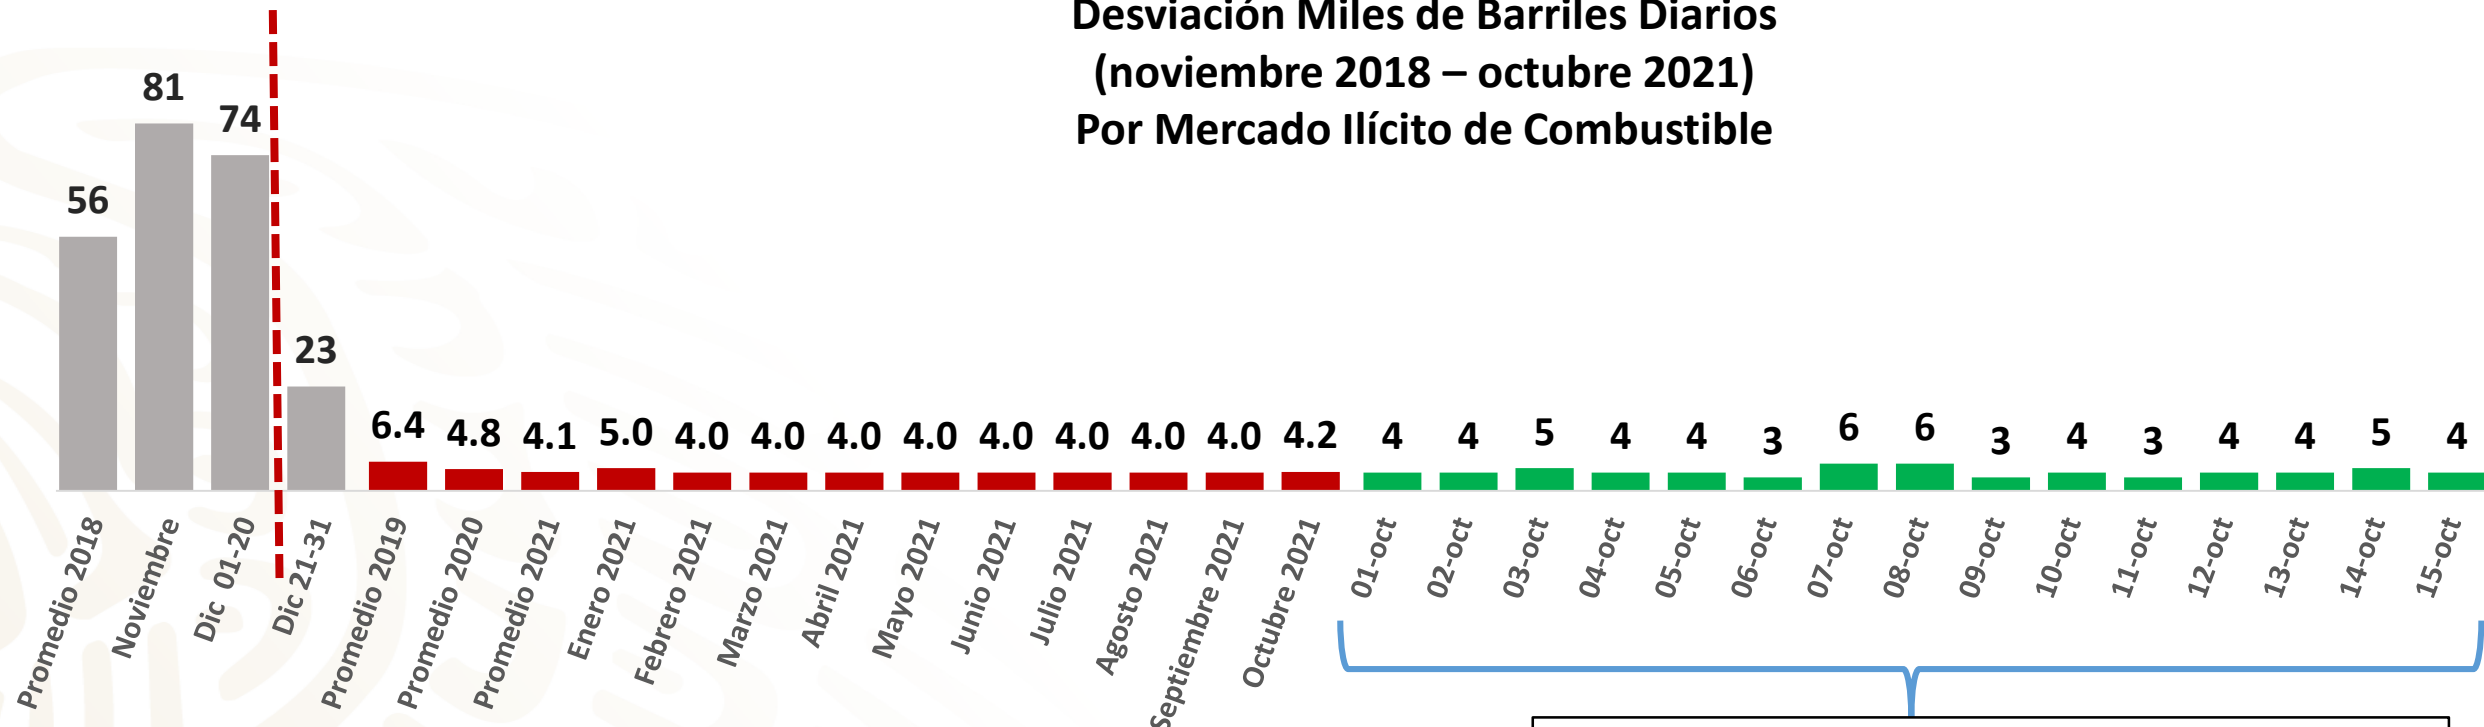 Desviación Miles de Barriles Diarios
(noviembre 2018 – octubre 2021)
Por Mercado Ilícito de Combustible
56
81
74
23
6.4
4.8
4.1
5.0
4.0
4.0
4.0
4.0
4.0
4.0
4.0
4.0
4.2
4
4
5
4
4
3
6
6
3
4
3
4
4
5
4
Promedio 2018
Noviembre
Dic 01-20
Dic 21-31
Promedio 2019
Promedio 2020
Promedio 2021
Enero 2021
Febrero 2021
Marzo 2021
Abril 2021
Mayo 2021
Junio 2021
Julio 2021
Agosto 2021
Septiembre 2021
Octubre 2021
01-oct
02-oct
03-oct
04-oct
05-oct
06-oct
07-oct
08-oct
09-oct
10-oct
11-oct
12-oct
13-oct
14-oct
15-oct